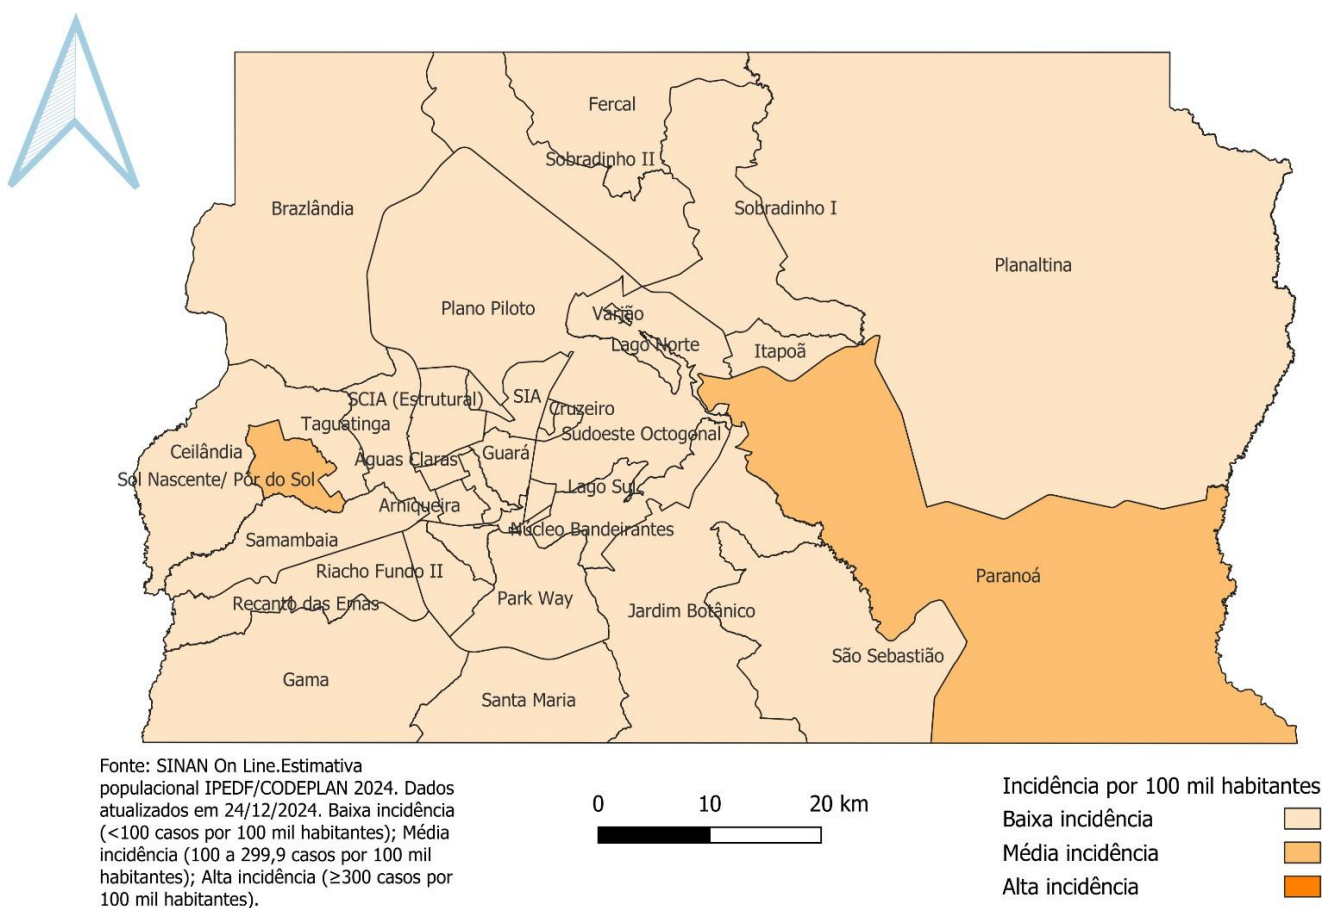 Fercal
Sobradinho II
Brazlândia
Sobradinho I
Planaltina
Plano Piloto
Varjão
Lago Norte
Itapoã
SCIA (Estrutural)
SIA
Cruzeiro
Taguatinga
Sudoeste Octogonal
Ceilândia
Águas Claras
Guará
Sol Nascente/ Pôr do Sol
Lago Sul
Arniqueira
Núcleo Bandeirantes
Samambaia
Riacho Fundo II
Paranoá
Recanto das Emas
Park Way
Jardim Botânico
São Sebastião
Gama
Santa Maria
Fonte: SINAN On Line.Estimativa
populacional IPEDF/CODEPLAN 2024. Dados
atualizados em 24/12/2024. Baixa incidência
(<100 casos por 100 mil habitantes); Média
incidência (100 a 299,9 casos por 100 mil
habitantes); Alta incidência (≥300 casos por
100 mil habitantes).
0 10 20 km
Incidência por 100 mil habitantes
Baixa incidência
Média incidência
Alta incidência